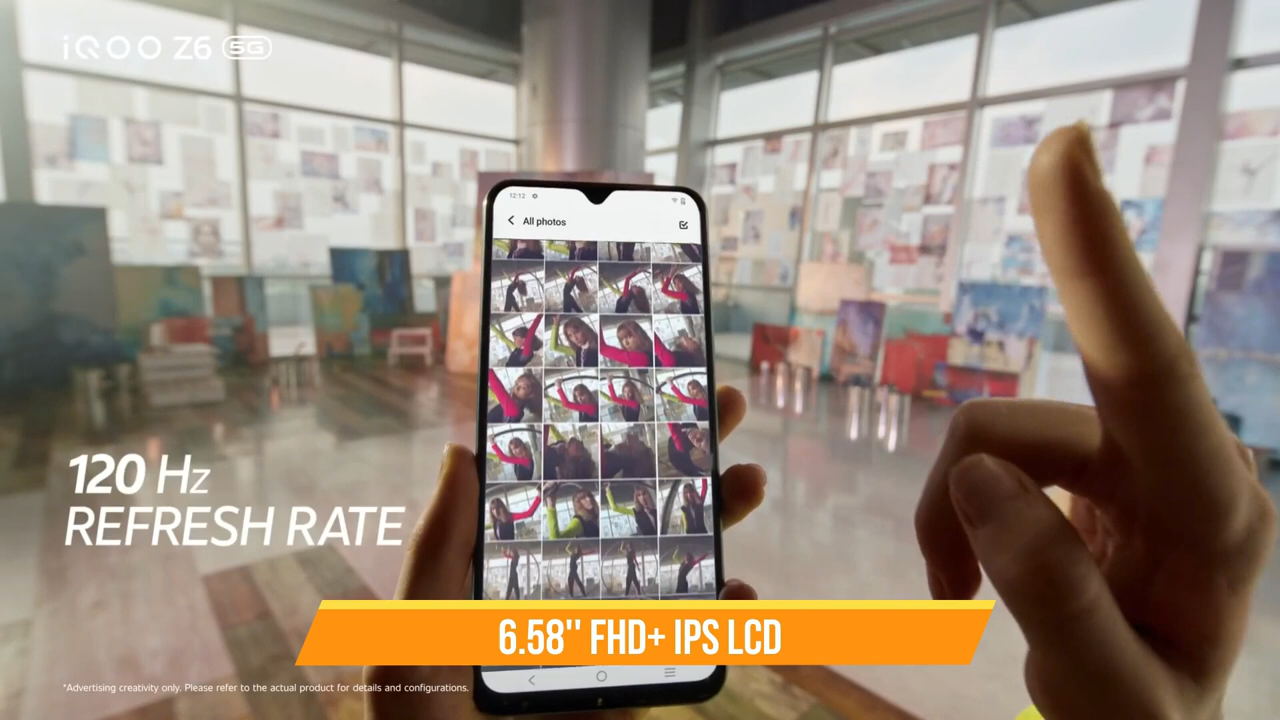 iQOO Z6 5G
12:12
All photos
120 Hz
REFRESH RATE
6.58" FHD+ IPS LCD
*Advertising creativity only. Please refer to the actual product for details and configurations.